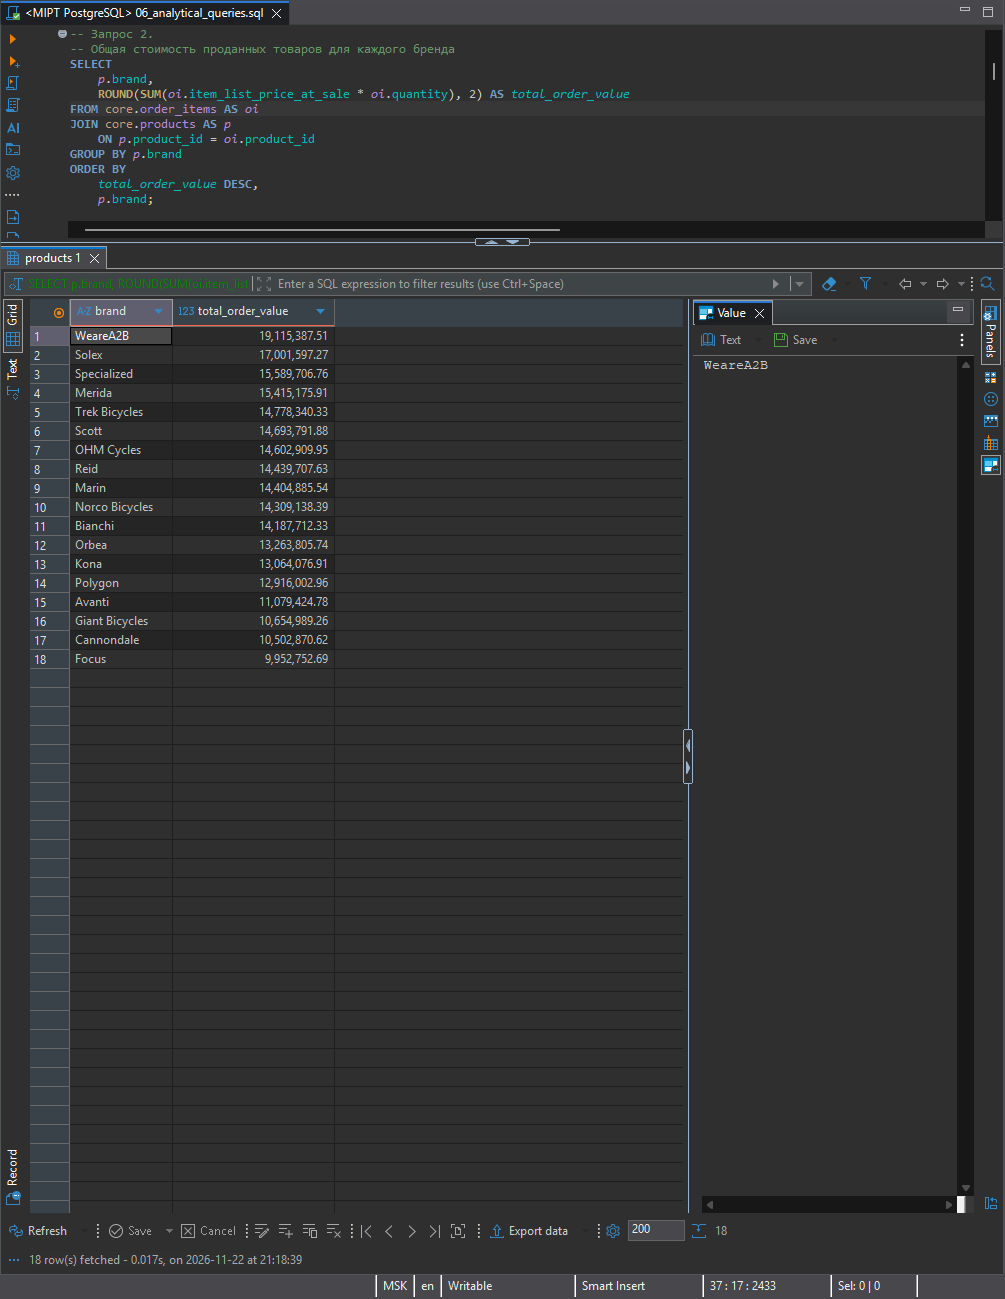 <MIPT PostgreSQL> 06_analytical_queries.sql
-- Запрос 2.
-- Общая стоимость проданных товаров для каждого бренда
SELECT
p.brand,
ROUND(SUM(oi.item_list_price_at_sale * oi.quantity), 2) AS total_order_value
FROM core.order_items AS oi
JOIN core.products AS p
ON p.product_id = oi.product_id
GROUP BY p.brand
ORDER BY
total_order_value DESC,
p.brand;
AI
products 1
SELECT p.brand, ROUND(SUM(oi.item_list
Enter a SQL expression to filter results (use Ctrl+Space)
Grid
Text
Record
A-Z brand
123 total_order_value
1 WeareA2B 19,115,387.51
2 Solex 17,001,597.27
3 Specialized 15,589,706.76
4 Merida 15,415,175.91
5 Trek Bicycles 14,778,340.33
6 Scott 14,693,791.88
7 OHM Cycles 14,602,909.95
8 Reid 14,439,707.63
9 Marin 14,404,885.54
10 Norco Bicycles 14,309,138.39
11 Bianchi 14,187,712.33
12 Orbea 13,263,805.74
13 Kona 13,064,076.91
14 Polygon 12,916,002.96
15 Avanti 11,079,424.78
16 Giant Bicycles 10,654,989.26
17 Cannondale 10,502,870.62
18 Focus 9,952,752.69
Value
Text Save
WeareA2B
Panels
Refresh Save Cancel Export data 200 18
18 row(s) fetched - 0.017s, on 2026-11-22 at 21:18:39
MSK en Writable Smart Insert 37 : 17 : 2433 Sel: 0 | 0